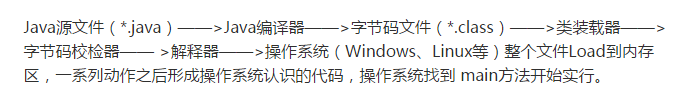 Java源文件（*.java）——>Java编译器——>字节码文件（*.class）——>类装载器——>
字节码校检器—— >解释器——>操作系统（Windows、Linux等）整个文件Load到内存
区，一系列动作之后形成操作系统认识的代码，操作系统找到 main方法开始实行。